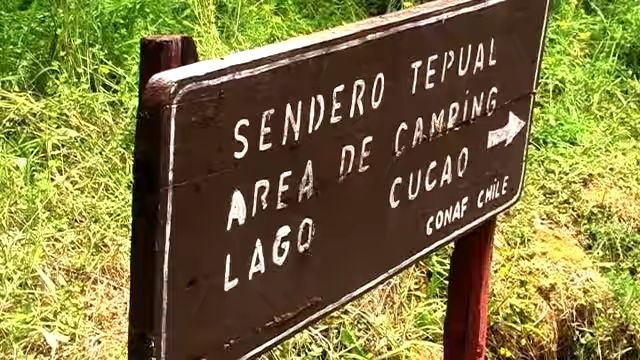 SENDERO TEPUAL
AREA DE CAMPING
LAGO CUCAO
CONAF CHILE